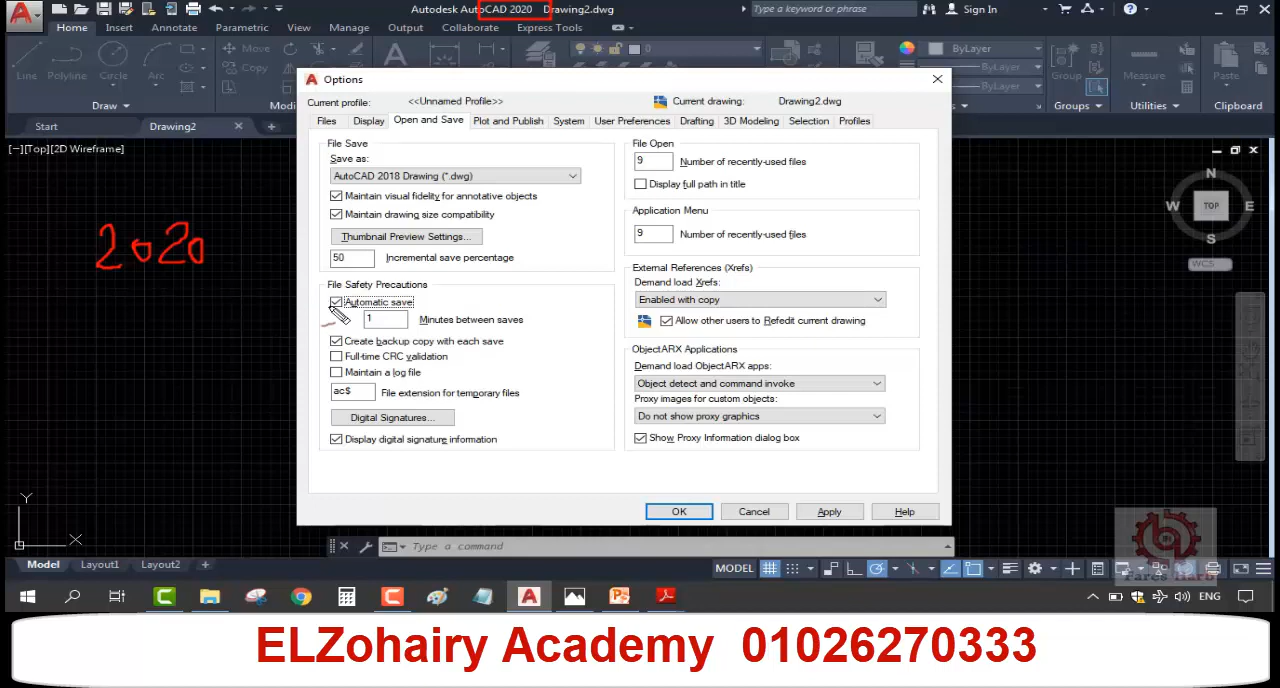 Autodesk AutoCAD 2020 Drawing2.dwg
Type a keyword or phrase
Sign In
Home Insert Annotate Parametric View Manage Output Collaborate Express Tools
Line Polyline Circle Arc
Move
Copy
0
ByLayer
ByLayer
ByLayer
Group
Measure
Paste
Draw
Modi
Groups
Utilities
Clipboard
Start Drawing2
[−][Top][2D Wireframe]
2020
N
W TOP E
S
WCS
Options
Current profile: <<Unnamed Profile>> Current drawing: Drawing2.dwg
Files Display Open and Save Plot and Publish System User Preferences Drafting 3D Modeling Selection Profiles
File Save
Save as:
AutoCAD 2018 Drawing (*.dwg)
Maintain visual fidelity for annotative objects
Maintain drawing size compatibility
Thumbnail Preview Settings...
50 Incremental save percentage
File Safety Precautions
Automatic save
1 Minutes between saves
Create backup copy with each save
Full-time CRC validation
Maintain a log file
ac$ File extension for temporary files
Digital Signatures...
Display digital signature information
File Open
9 Number of recently-used files
Display full path in title
Application Menu
9 Number of recently-used files
External References (Xrefs)
Demand load Xrefs:
Enabled with copy
Allow other users to Refedit current drawing
ObjectARX Applications
Demand load ObjectARX apps:
Object detect and command invoke
Proxy images for custom objects:
Do not show proxy graphics
Show Proxy Information dialog box
OK Cancel Apply Help
Y
X
Type a command
Model Layout1 Layout2 +
MODEL
Fares Harb
ENG
ELZohairy Academy 01026270333